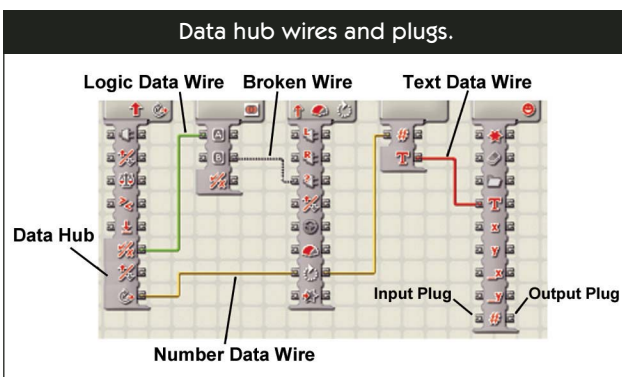 Data hub wires and plugs.
Logic Data Wire Broken Wire Text Data Wire
A
B
L
R
T
T
X
y
x
y
#
#
Data Hub
Input Plug Output Plug
Number Data Wire